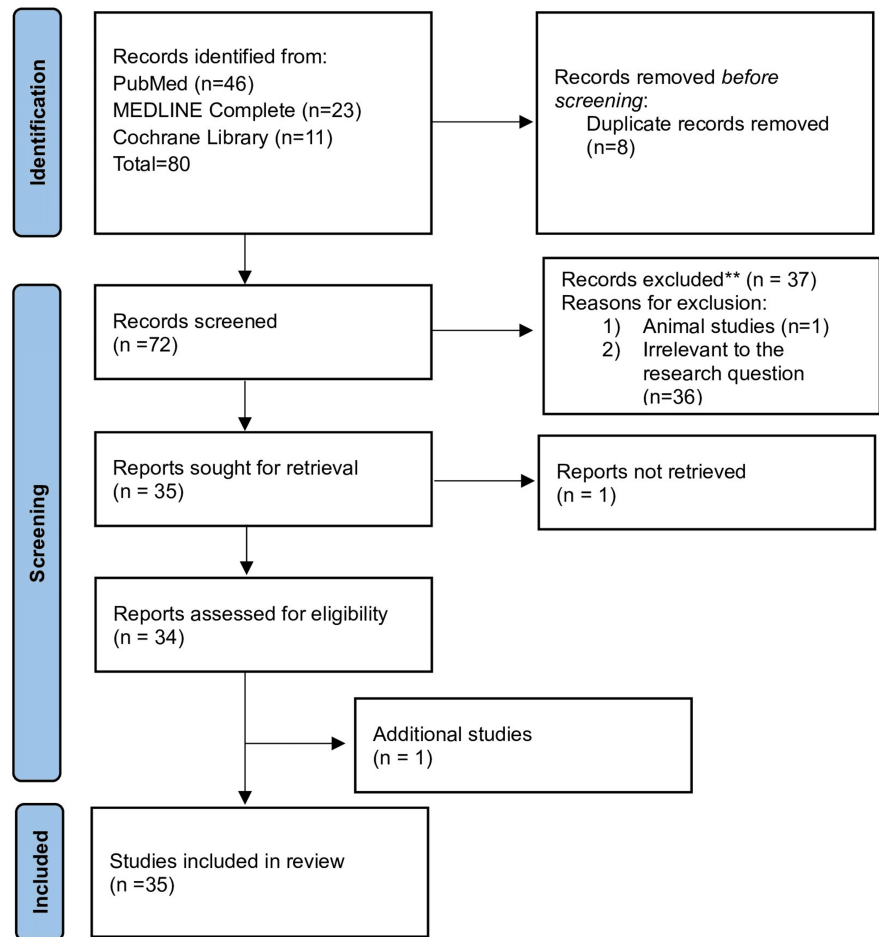 Identification
Records identified from:
PubMed (n=46)
MEDLINE Complete (n=23)
Cochrane Library (n=11)
Total=80
Records removed before
screening:
Duplicate records removed
(n=8)
Screening
Records screened
(n =72)
Records excluded** (n = 37)
Reasons for exclusion:
1) Animal studies (n=1)
2) Irrelevant to the
research question
(n=36)
Reports sought for retrieval
(n = 35)
Reports not retrieved
(n = 1)
Reports assessed for eligibility
(n = 34)
Additional studies
(n = 1)
Included
Studies included in review
(n =35)